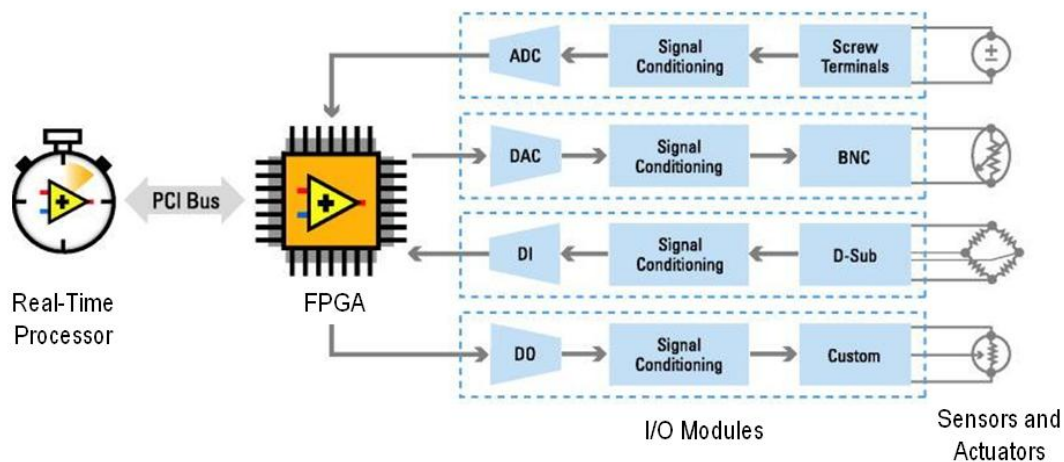 ADC
Signal
Conditioning
Screw
Terminals
DAC
Signal
Conditioning
BNC
PCI Bus
DI
Signal
Conditioning
D-Sub
Real-Time
Processor
FPGA
DO
Signal
Conditioning
Custom
I/O Modules
Sensors and
Actuators